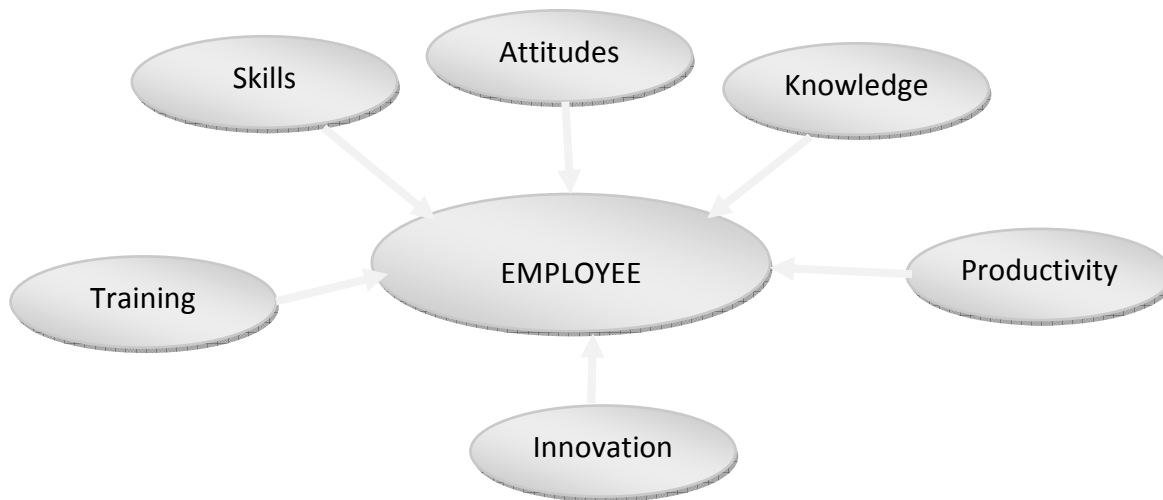 Attitudes
Skills
Knowledge
EMPLOYEE
Productivity
Training
Innovation